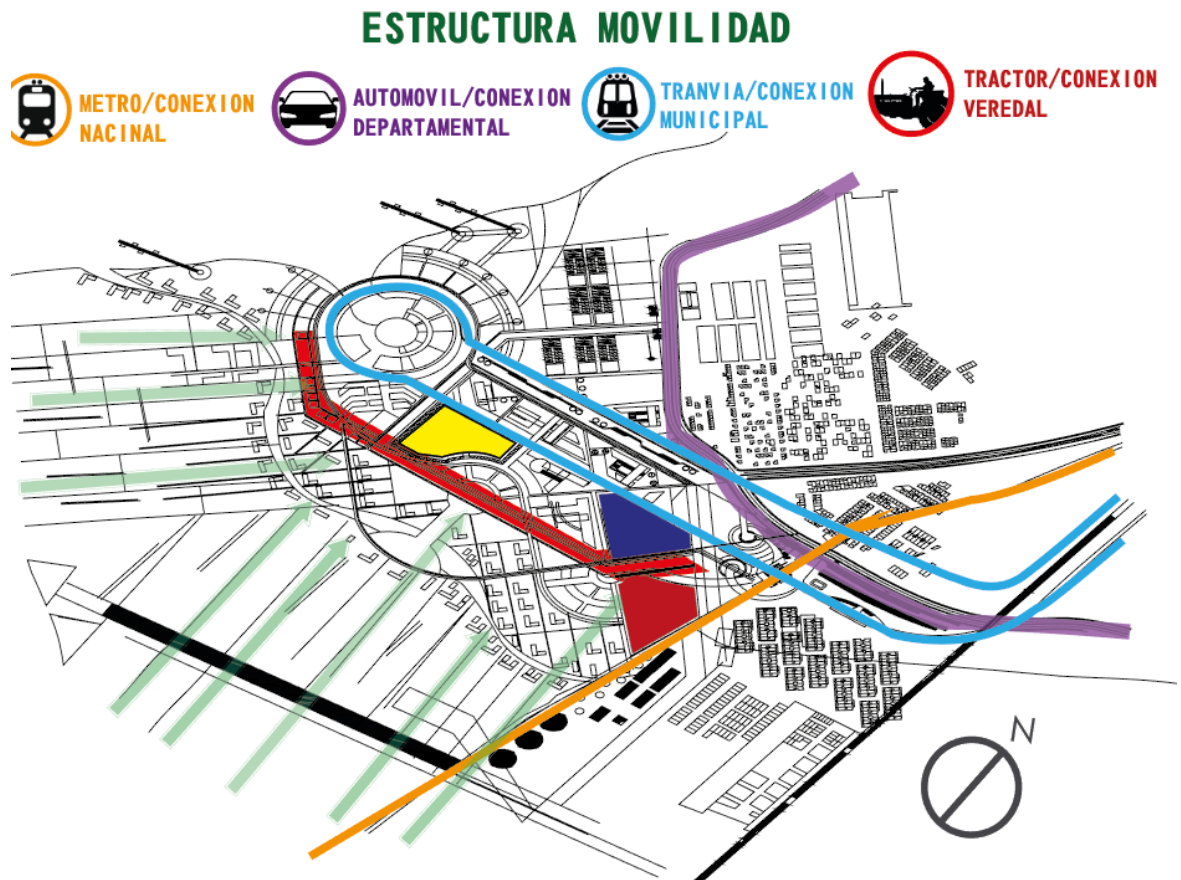 ESTRUCTURA MOVILIDAD
METRO/CONEXION
NACINAL
AUTOMOVIL/CONEXION
DEPARTAMENTAL
TRANVIA/CONEXION
MUNICIPAL
TRACTOR/CONEXION
VEREDAL
N